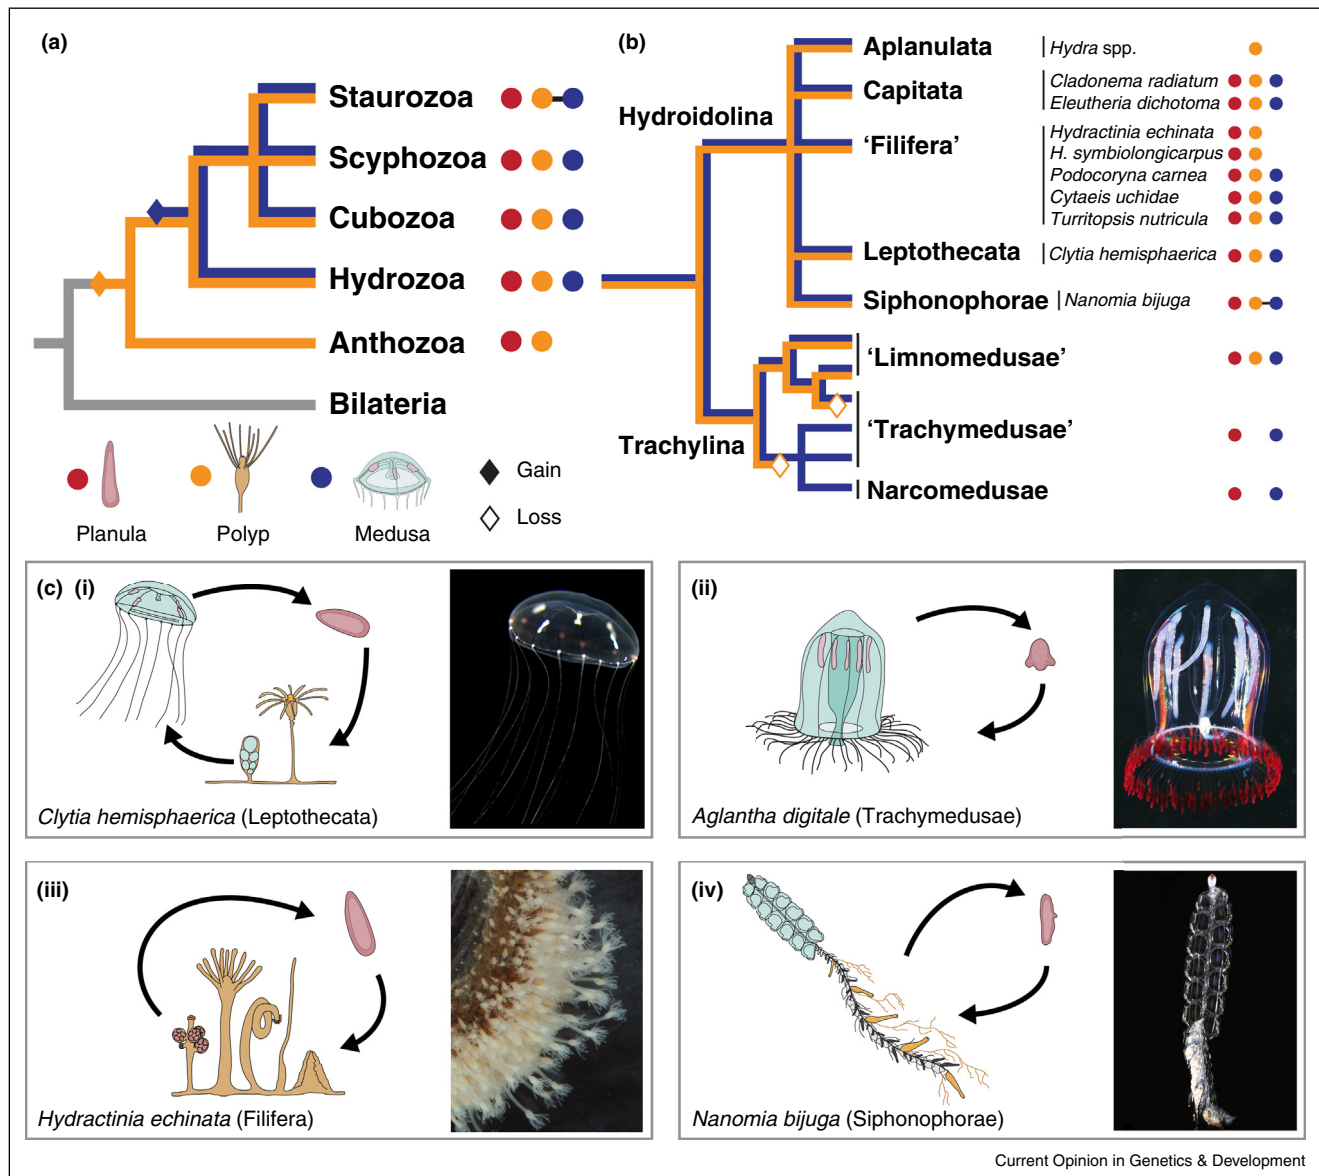 (a)
Staurozoa
Scyphozoa
Cubozoa
Hydrozoa
Anthozoa
Bilateria
Planula
Polyp
Medusa
Gain
Loss
(b)
Hydroidolina
Trachylina
Aplanulata
Hydra spp.
Capitata
Cladonema radiatum
Eleutheria dichotoma
‘Filifera’
Hydractinia echinata
H. symbiolongicarpus
Podocoryna carnea
Cytaeis uchidae
Turritopsis nutricula
Leptothecata
Clytia hemisphaerica
Siphonophorae
Nanomia bijuga
‘Limnomedusae’
‘Trachymedusae’
Narcomedusae
(c) (i)
Clytia hemisphaerica (Leptothecata)
(ii)
Aglantha digitale (Trachymedusae)
(iii)
Hydractinia echinata (Filifera)
(iv)
Nanomia bijuga (Siphonophorae)
Current Opinion in Genetics & Development